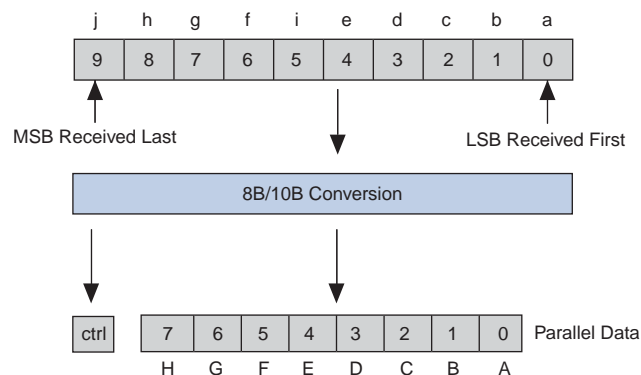 j h g f i e d c b a
9 8 7 6 5 4 3 2 1 0
MSB Received Last LSB Received First
8B/10B Conversion
ctrl 7 6 5 4 3 2 1 0 Parallel Data
H G F E D C B A